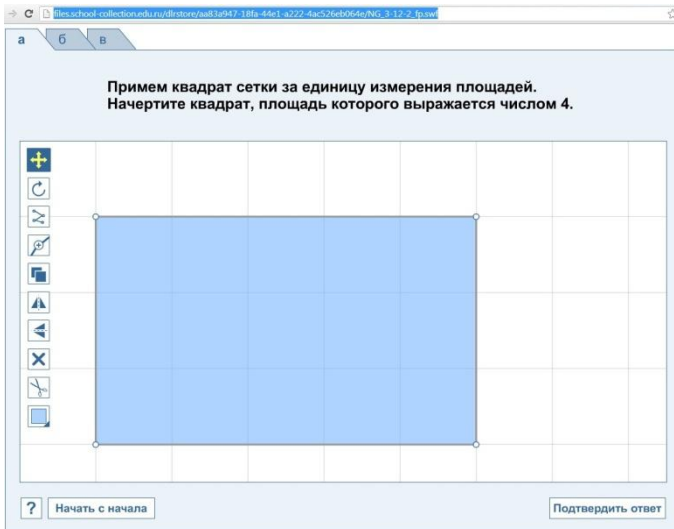 files.school-collection.edu.ru/dlrstore/aa83a947-18fa-44e1-a222-4ac526eb064e/NG_3-12-2_fp.swf
а б в
Примем квадрат сетки за единицу измерения площадей.
Начертите квадрат, площадь которого выражается числом 4.
? Начать с начала Подтвердить ответ